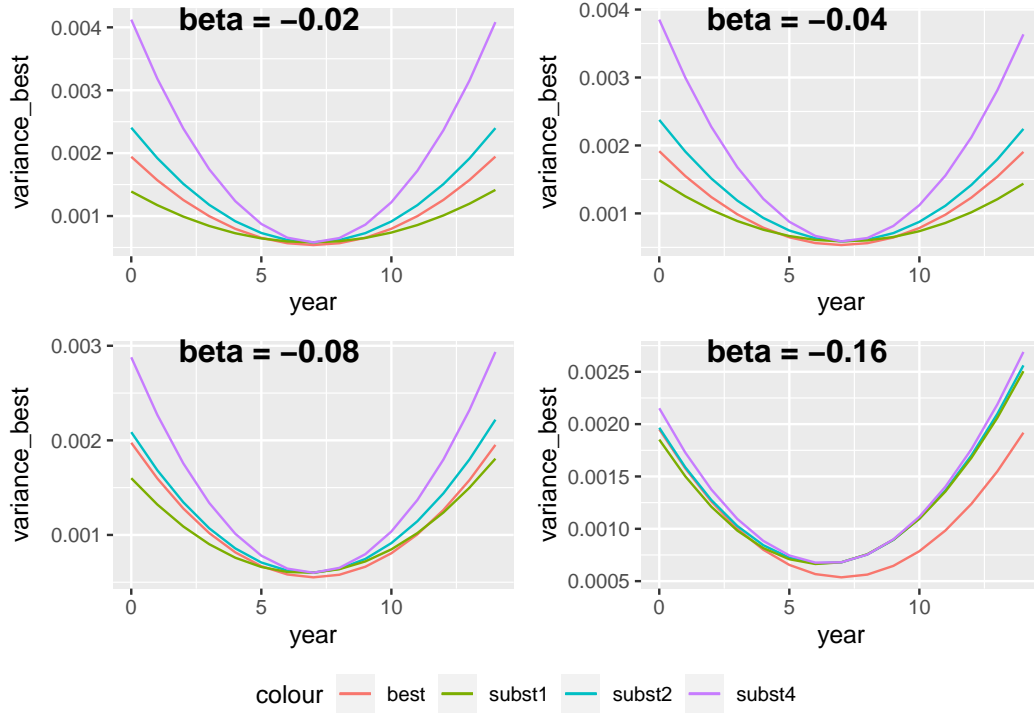 beta = −0.02
beta = −0.04
0.004
0.003
0.002
0.001
variance_best
0 5 10
year
0.004
0.003
0.002
0.001
variance_best
0 5 10
year
beta = −0.08
beta = −0.16
0.003
0.002
0.001
variance_best
0 5 10
year
0.0025
0.0020
0.0015
0.0010
0.0005
variance_best
0 5 10
year
colour best subst1 subst2 subst4